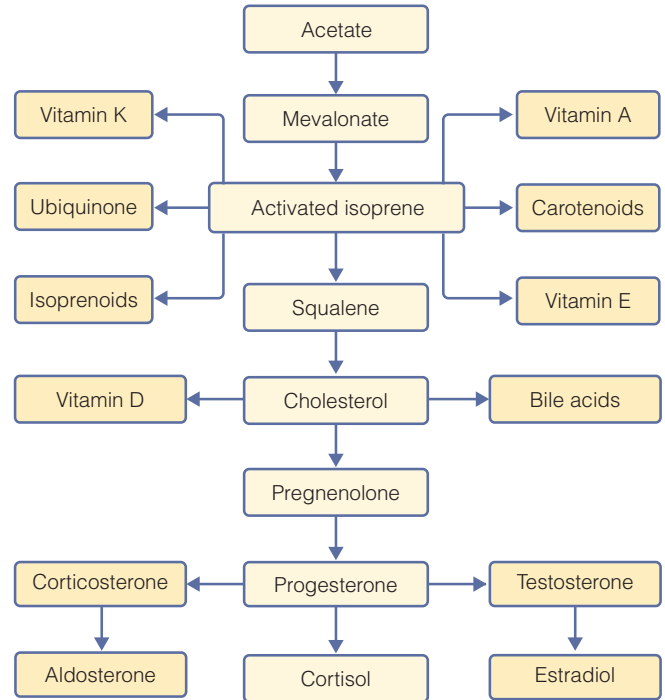 Acetate
Vitamin K
Mevalonate
Vitamin A
Ubiquinone
Activated isoprene
Carotenoids
Isoprenoids
Squalene
Vitamin E
Vitamin D
Cholesterol
Bile acids
Pregnenolone
Corticosterone
Progesterone
Testosterone
Aldosterone
Cortisol
Estradiol